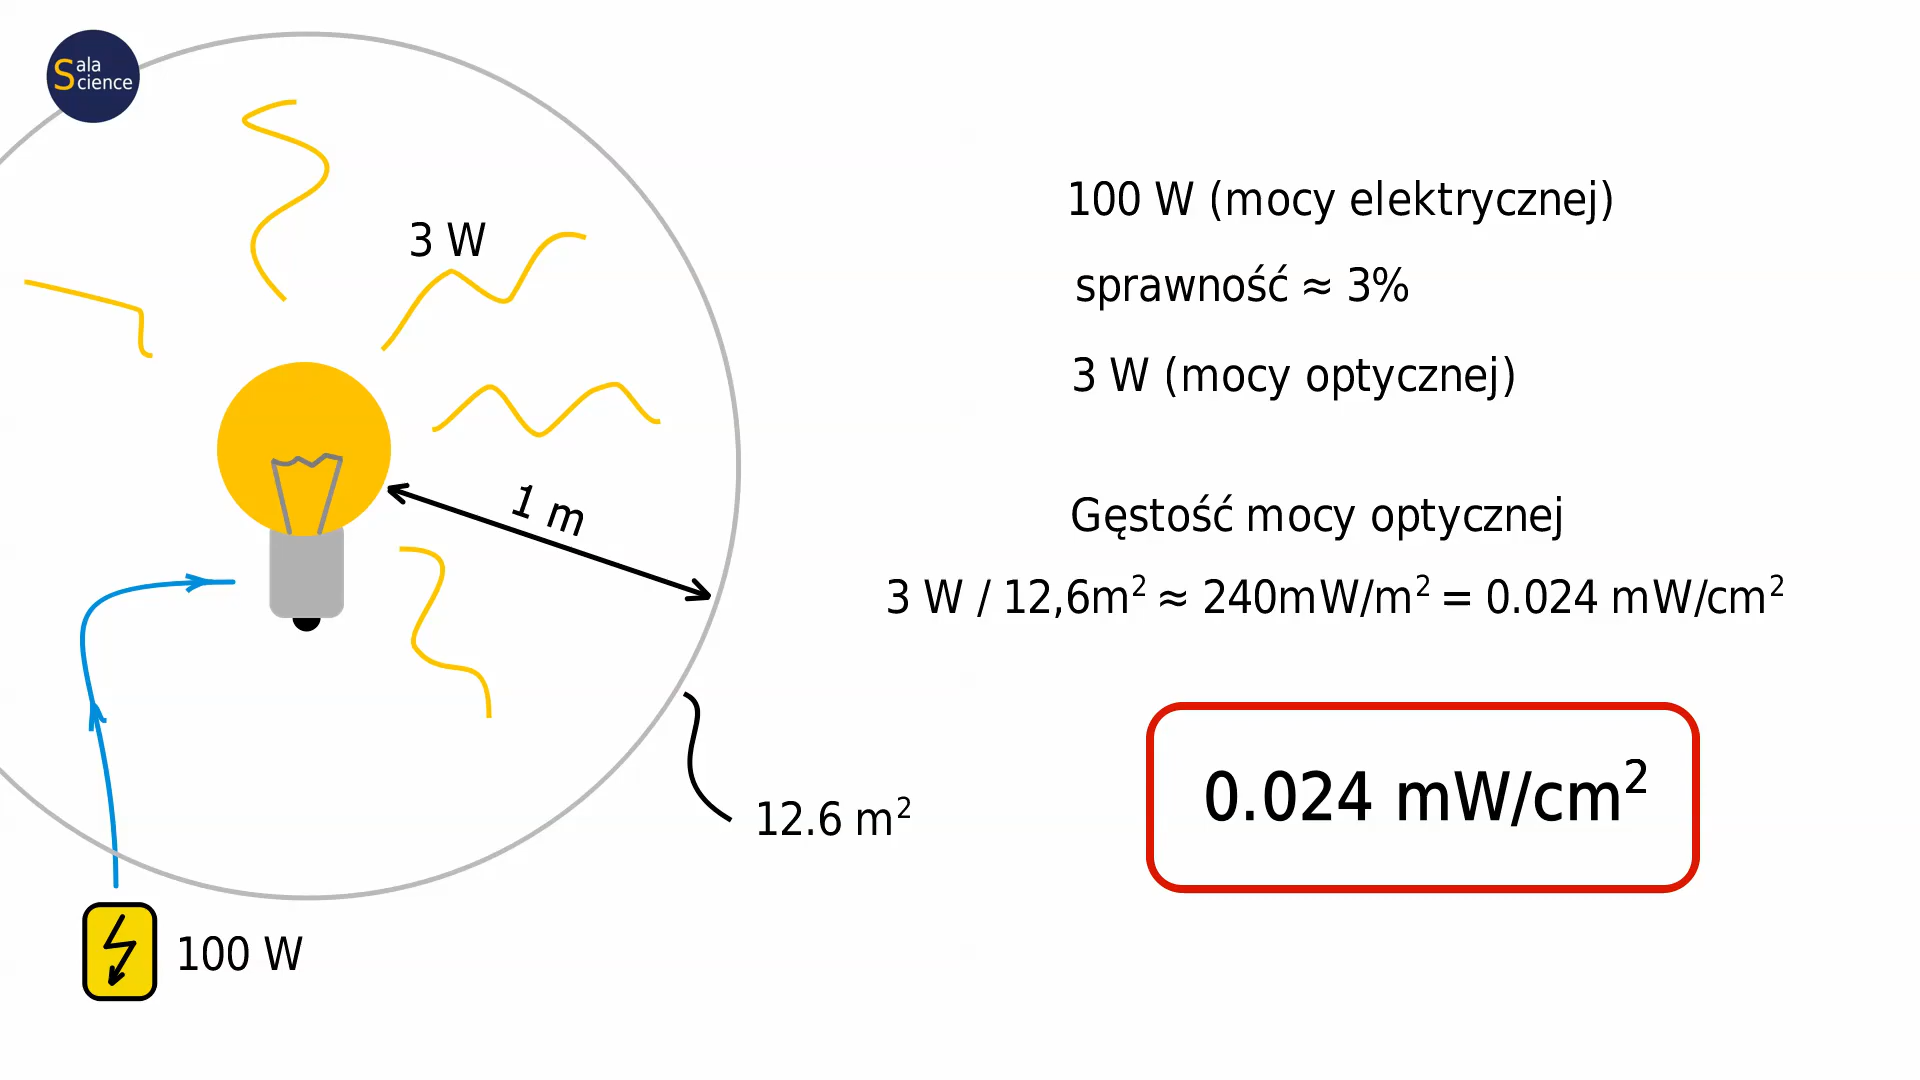 Sala
Science
3 W
1 m
12.6 m²
100 W
100 W (mocy elektrycznej)
sprawność ≈ 3%
3 W (mocy optycznej)
Gęstość mocy optycznej
3 W / 12,6m² ≈ 240mW/m² = 0.024 mW/cm²
0.024 mW/cm²